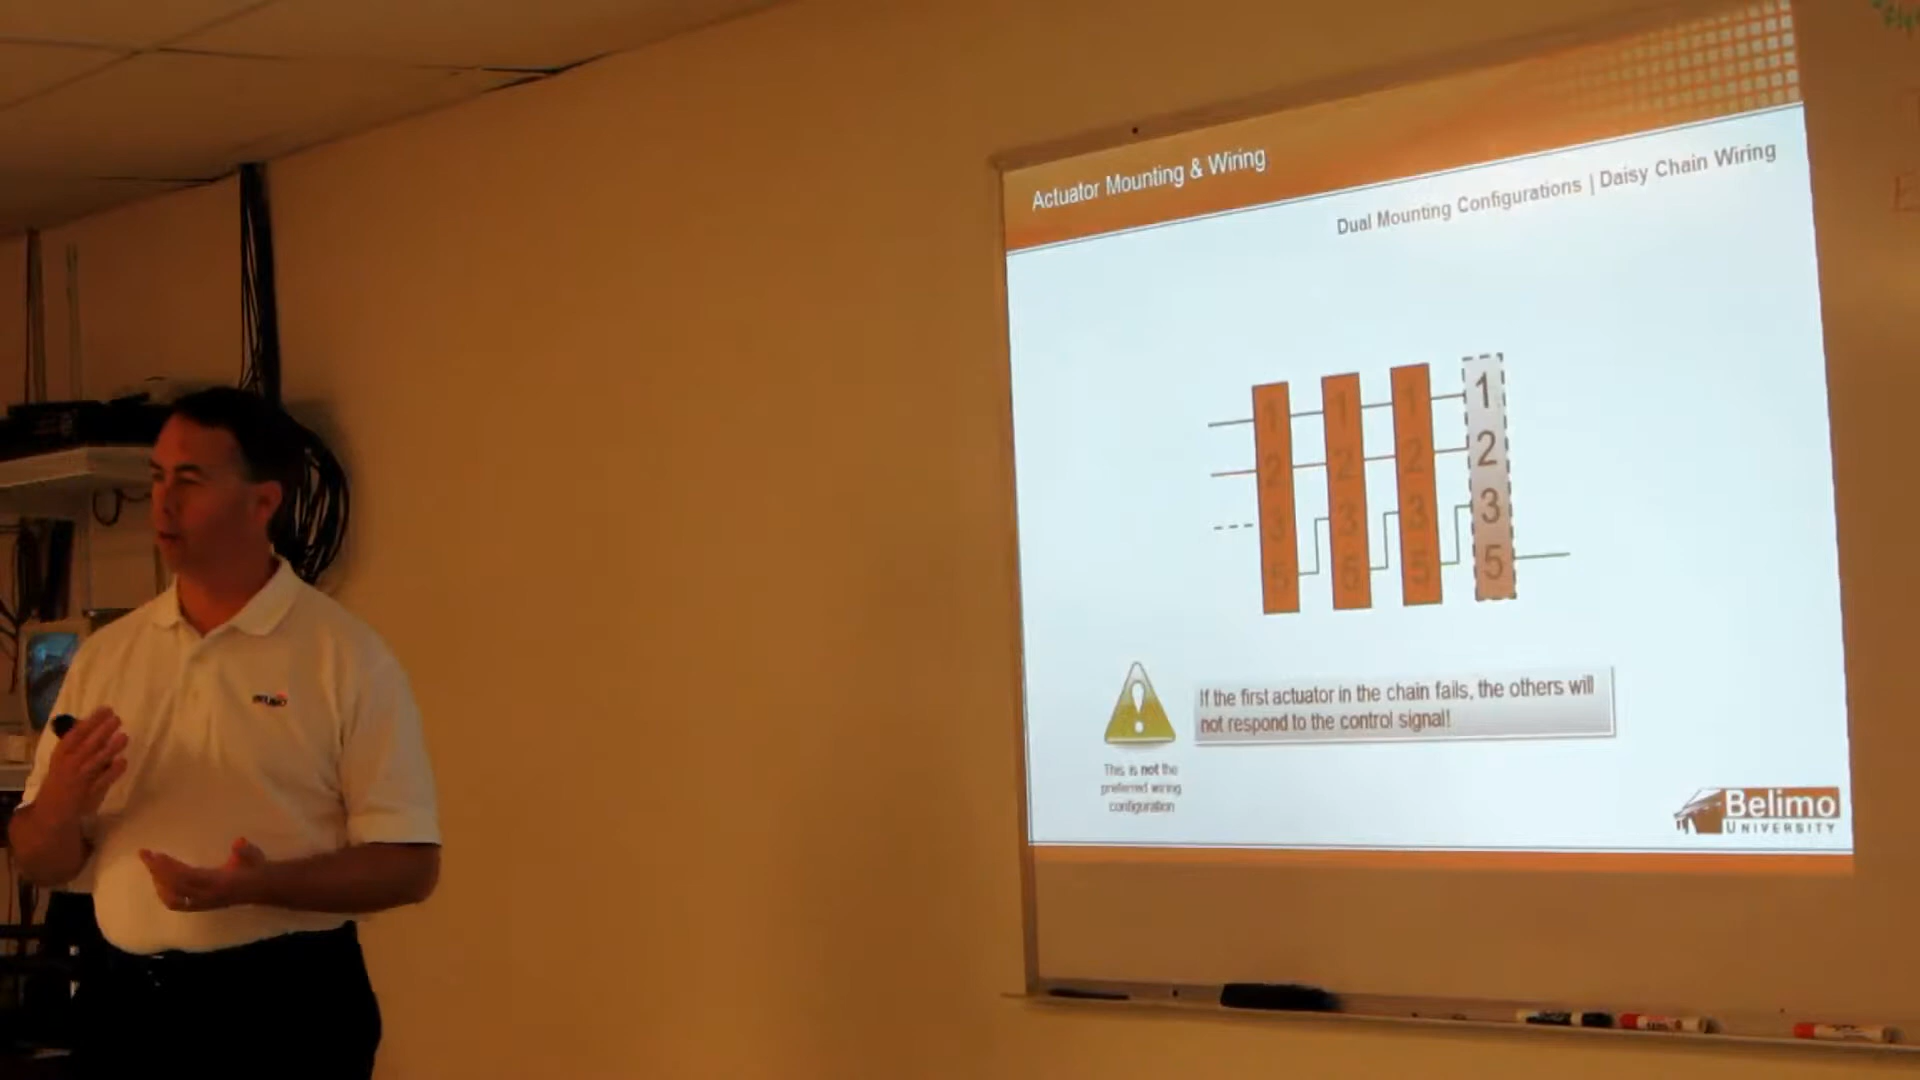 Actuator Mounting & Wiring
Dual Mounting Configurations | Daisy Chain Wiring
1 1 1 1
2 2 2 2
3 3 3 3
5 5 5 5
If the first actuator in the chain fails, the others will
not respond to the control signal!
This is not the
preferred wiring
configuration
Belimo
UNIVERSITY